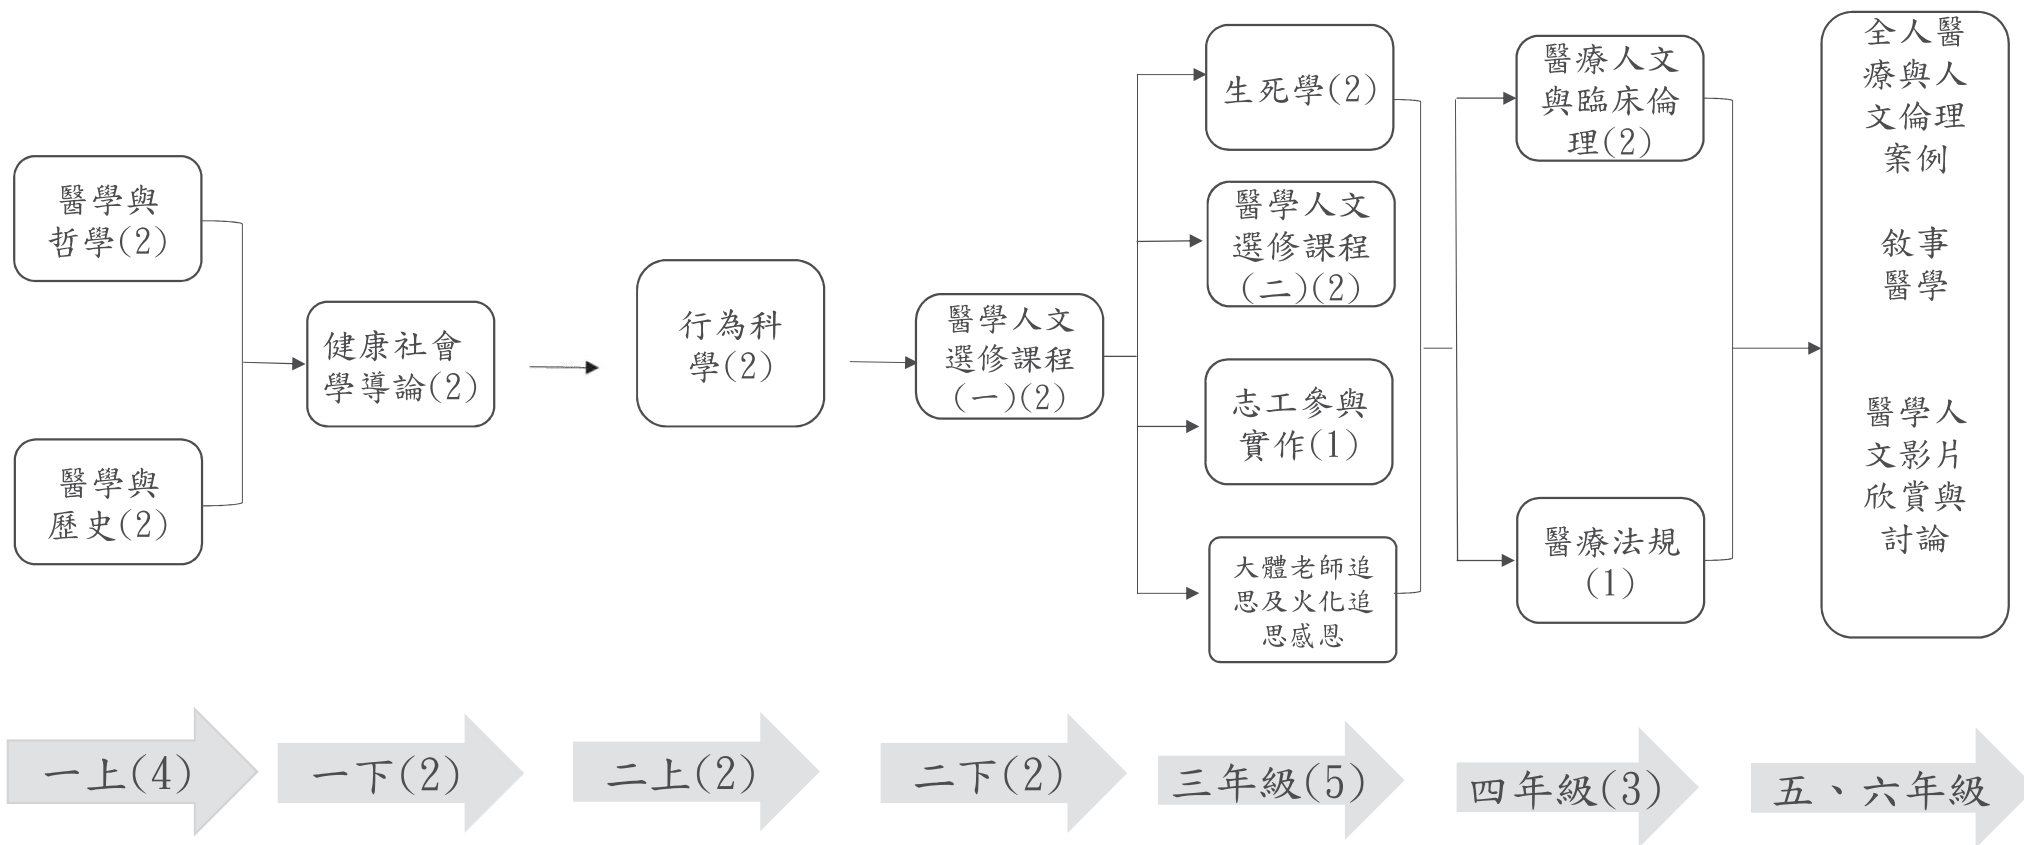 醫學與
哲學(2)
醫學與
歷史(2)
健康社會
學導論(2)
行為科
學(2)
醫學人文
選修課程
(一)(2)
生死學(2)
醫學人文
選修課程
(二)(2)
志工參與
實作(1)
大體老師追
思及火化追
思感恩
醫療人文
與臨床倫
理(2)
醫療法規
(1)
全人醫
療與人
文倫理
案例
敘事
醫學
醫學人
文影片
欣賞與
討論
一上(4)
一下(2)
二上(2)
二下(2)
三年級(5)
四年級(3)
五、六年級